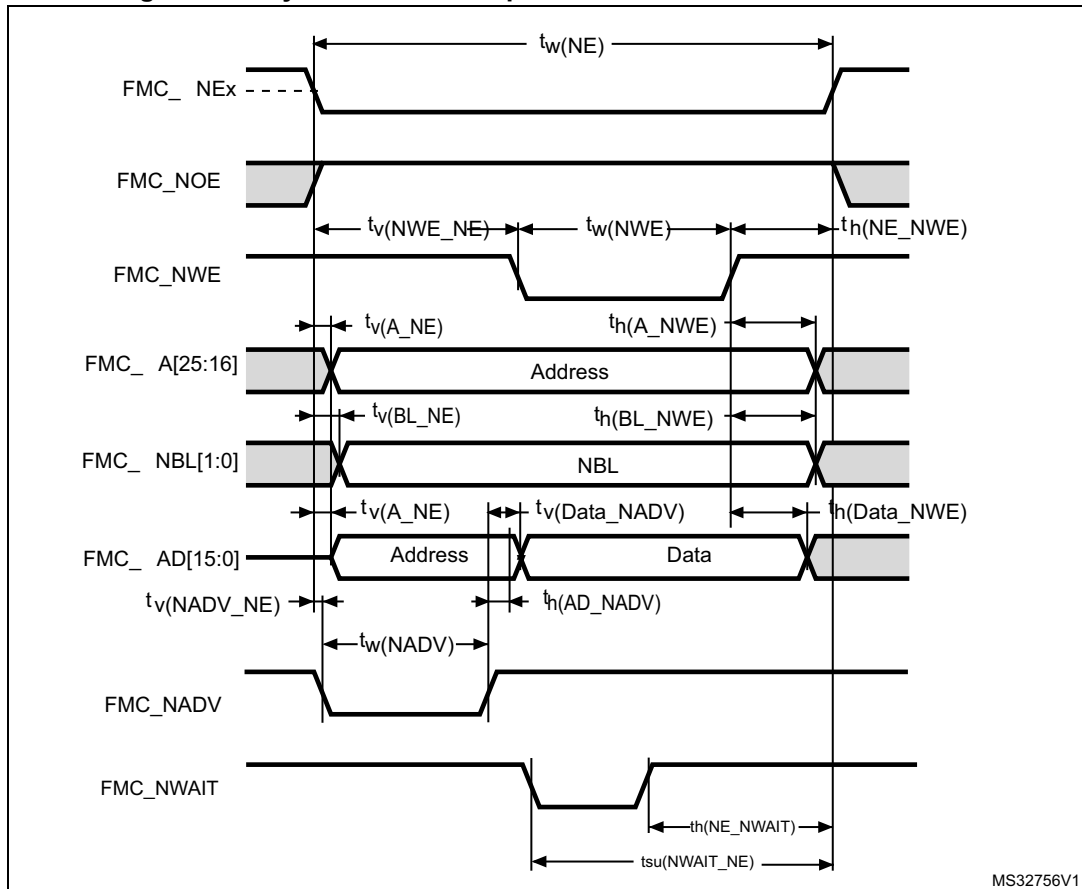 tw(NE)
FMC_ NEx
FMC_NOE
tv(NWE_NE)
tw(NWE)
th(NE_NWE)
FMC_NWE
tv(A_NE)
th(A_NWE)
FMC_ A[25:16]
Address
tv(BL_NE)
th(BL_NWE)
FMC_ NBL[1:0]
NBL
tv(A_NE)
tv(Data_NADV)
th(Data_NWE)
FMC_ AD[15:0]
Address
Data
tv(NADV_NE)
th(AD_NADV)
tw(NADV)
FMC_NADV
FMC_NWAIT
th(NE_NWAIT)
tsu(NWAIT_NE)
MS32756V1